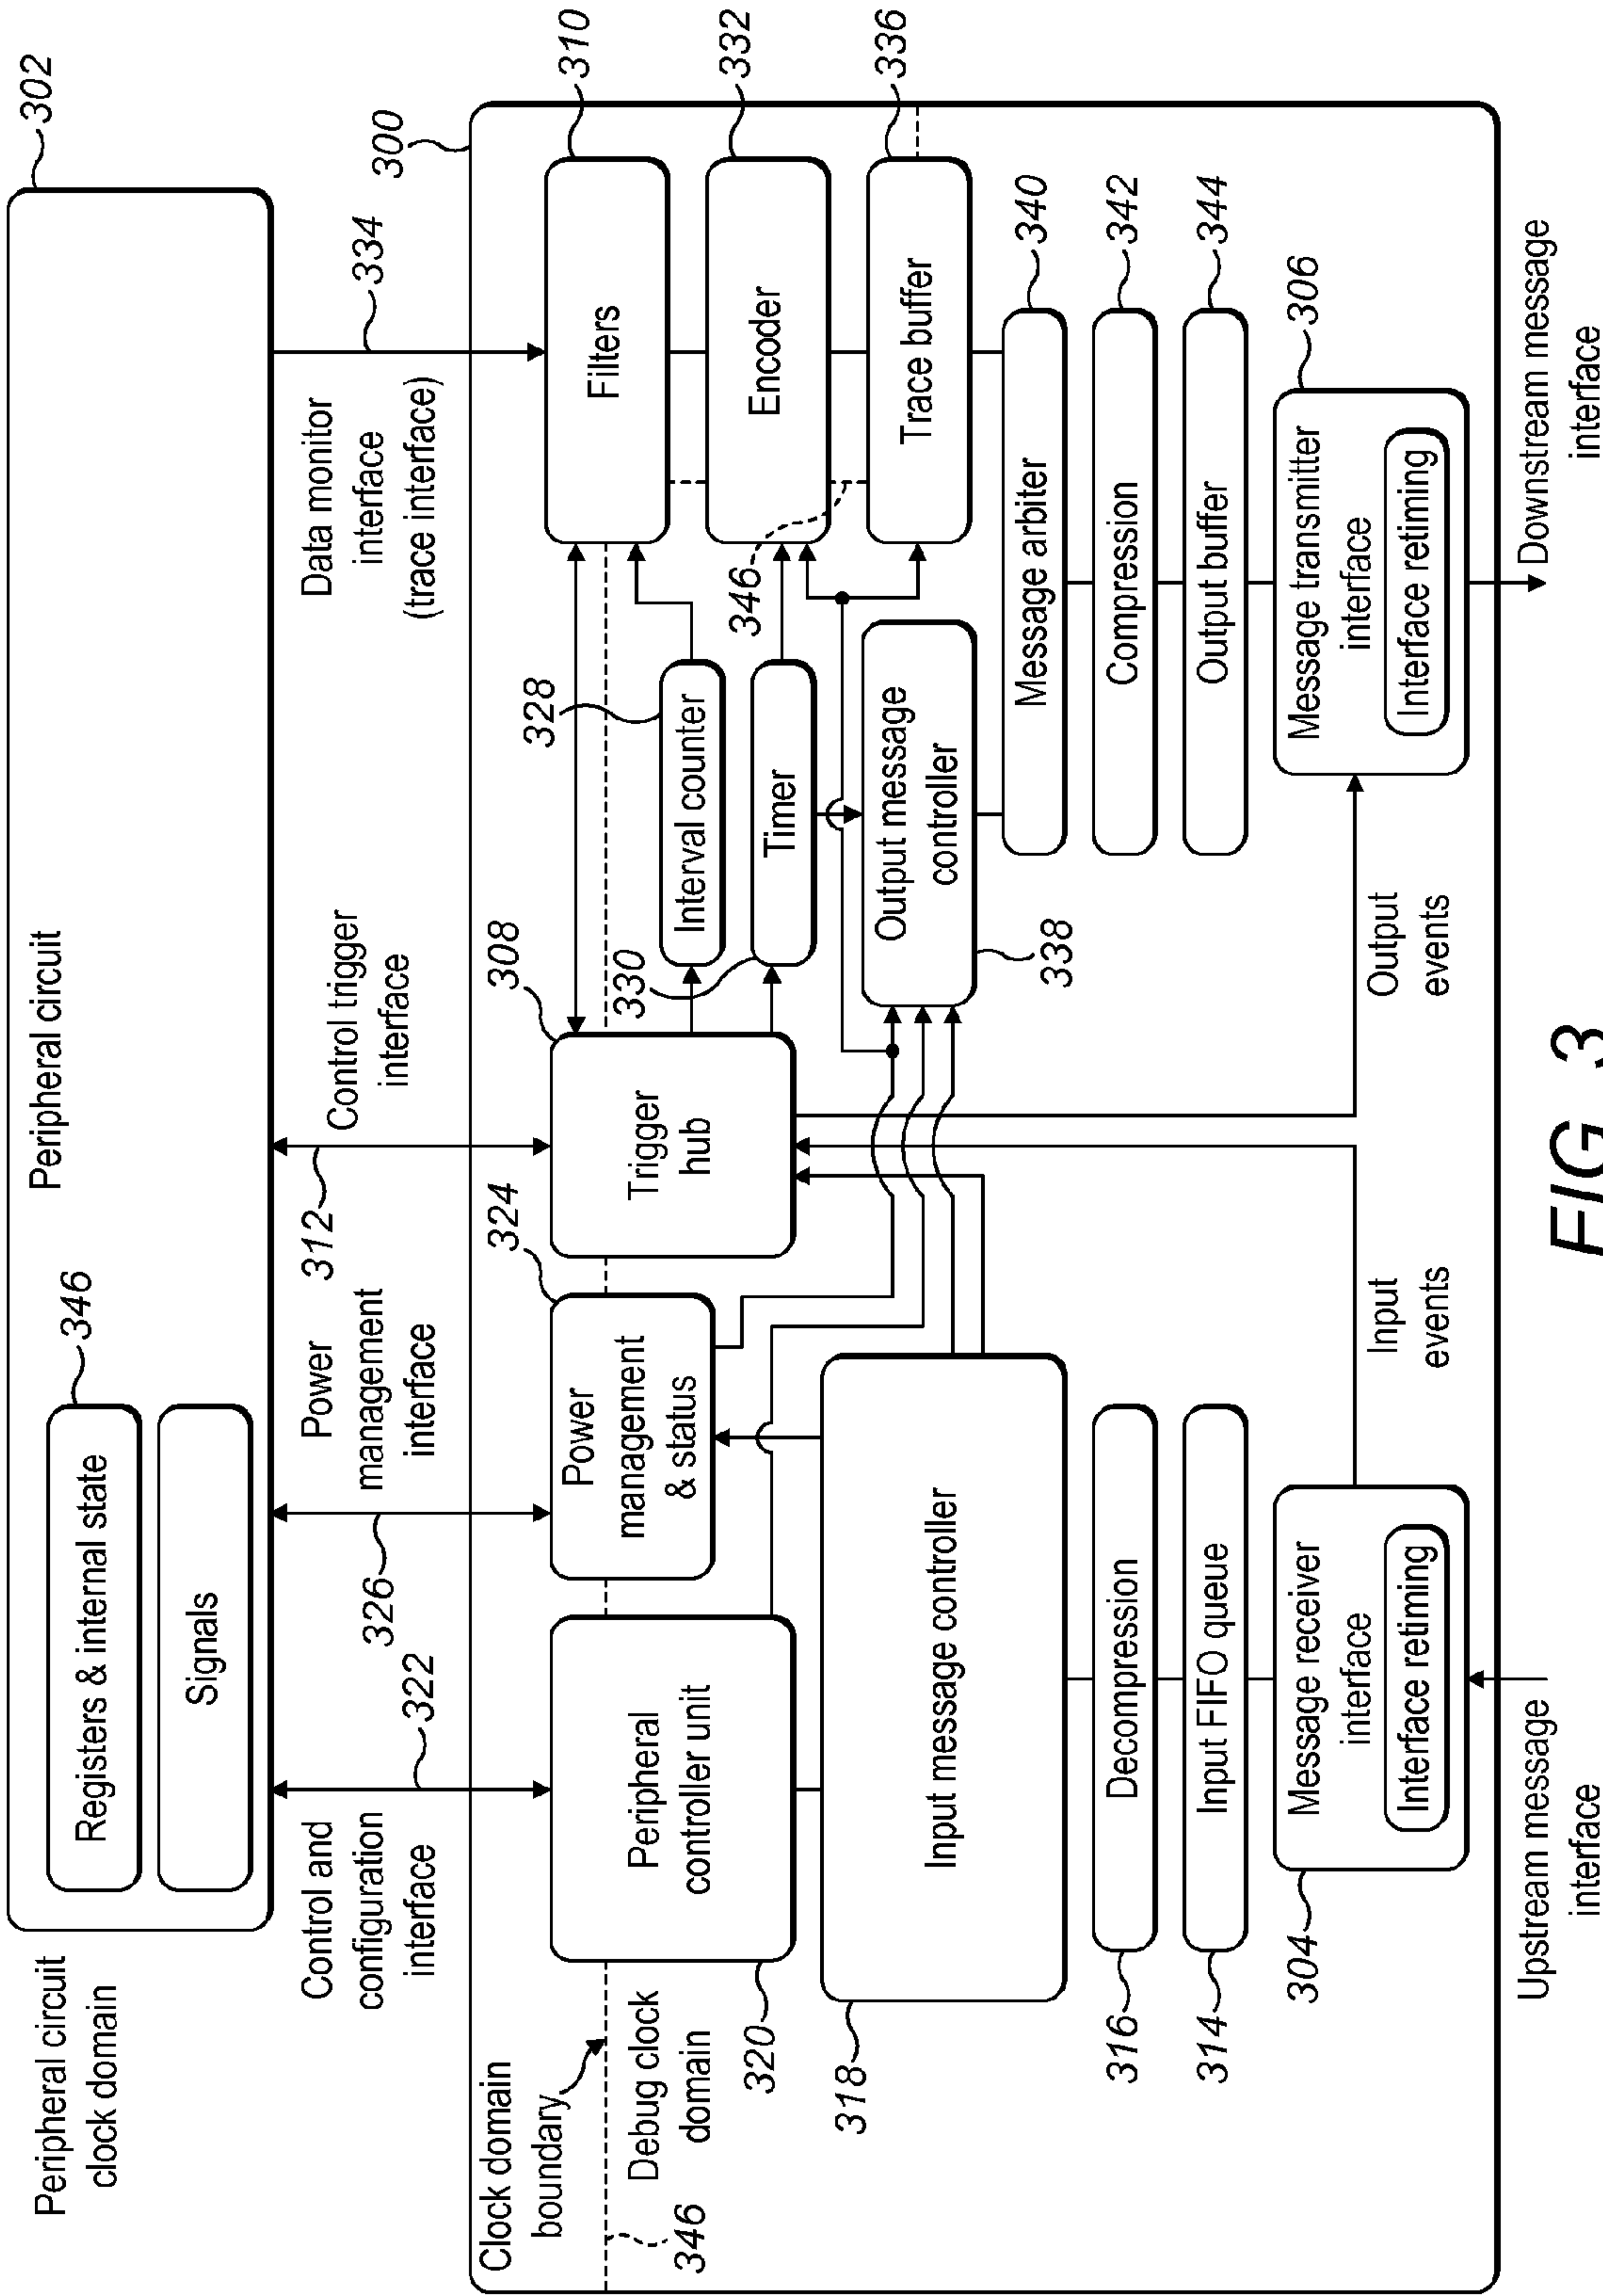 Peripheral circuit
clock domain
Peripheral circuit
302
Registers & internal state
346
Signals
Control and
configuration
interface
322
326
Power
management
interface
312
Control trigger
interface
Data monitor
interface
(trace interface)
334
300
Clock domain
boundary
346
Debug clock
domain
320
Peripheral
controller unit
324
Power
management
& status
308
Trigger
hub
328
Interval counter
330
Timer
310
Filters
332
Encoder
346
336
Trace buffer
318
Input message controller
Output message
controller
338
Message arbiter
340
316
Decompression
Compression
342
314
Input FIFO queue
Output buffer
344
304
Message receiver
interface
Interface retiming
Input
events
Output
events
Message transmitter
interface
Interface retiming
306
Upstream message
interface
Downstream message
interface
FIG 3